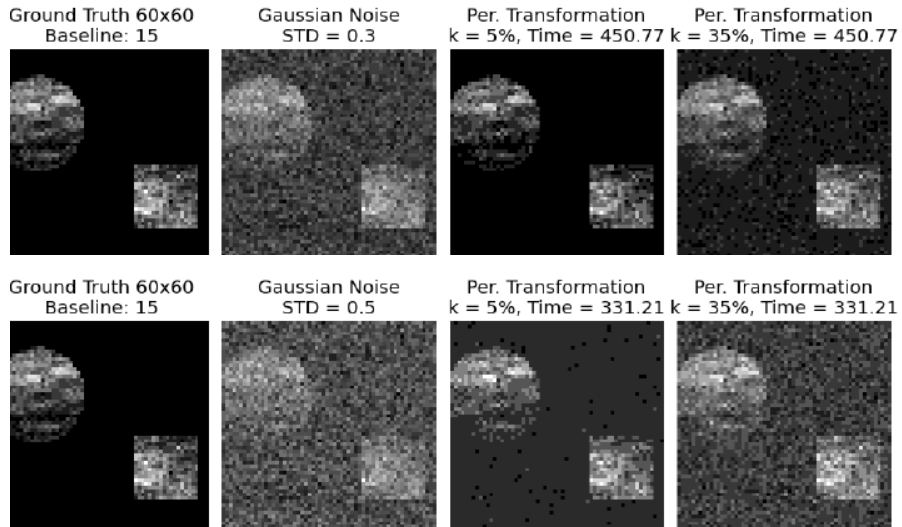 Ground Truth 60x60
Baseline: 15
Gaussian Noise
STD = 0.3
Per. Transformation
k = 5%, Time = 450.77
Per. Transformation
k = 35%, Time = 450.77
Ground Truth 60x60
Baseline: 15
Gaussian Noise
STD = 0.5
Per. Transformation
k = 5%, Time = 331.21
Per. Transformation
k = 35%, Time = 331.21